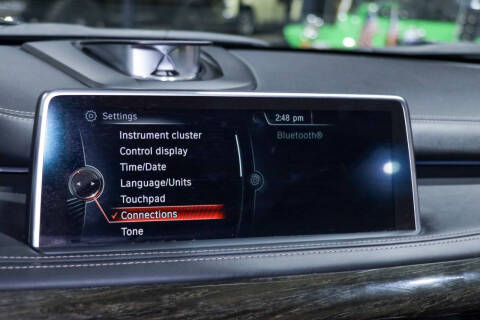 Settings
2:48 pm
Instrument cluster
Bluetooth®
Control display
Time/Date
Language/Units
Touchpad
✓ Connections
Tone